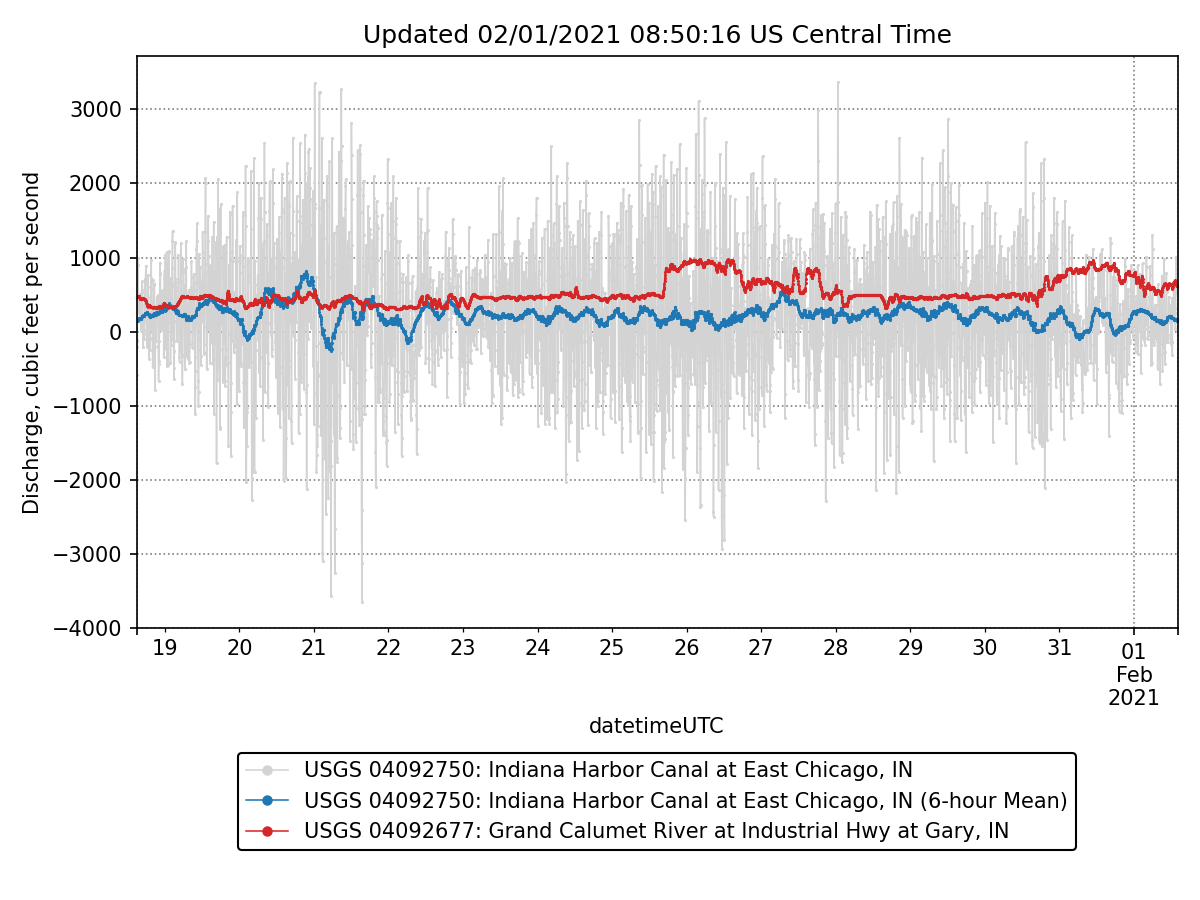 Updated 02/01/2021 08:50:16 US Central Time
Discharge, cubic feet per second
3000
2000
1000
0
−1000
−2000
−3000
−4000
19 20 21 22 23 24 25 26 27 28 29 30 31 01
Feb
2021
datetimeUTC
USGS 04092750: Indiana Harbor Canal at East Chicago, IN
USGS 04092750: Indiana Harbor Canal at East Chicago, IN (6-hour Mean)
USGS 04092677: Grand Calumet River at Industrial Hwy at Gary, IN